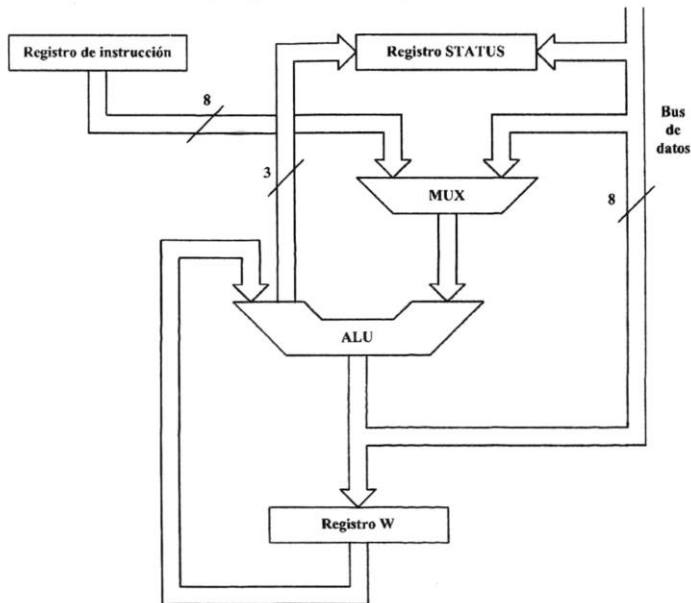 Registro de instrucción
Registro STATUS
8
Bus
de
datos
3
MUX
8
ALU
Registro W